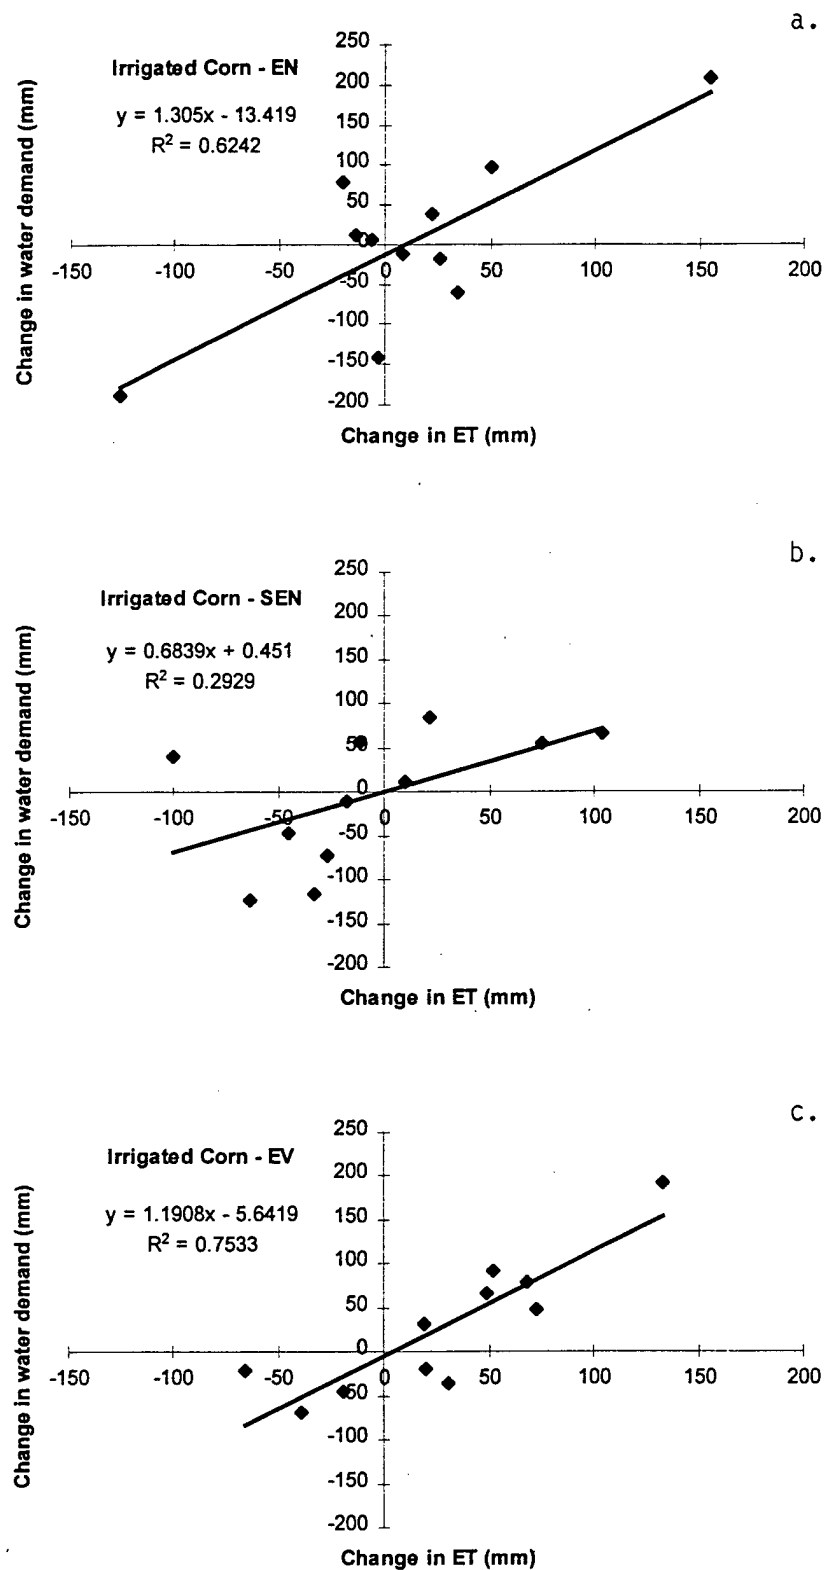 a.
Irrigated Corn - EN
y = 1.305x - 13.419
R² = 0.6242
Change in water demand (mm)
250
200
150
100
50
0
-50
-100
-150
-200
-150 -100 -50 0 50 100 150 200
Change in ET (mm)
b.
Irrigated Corn - SEN
y = 0.6839x + 0.451
R² = 0.2929
Change in water demand (mm)
250
200
150
100
50
0
-50
-100
-150
-200
-150 -100 -50 0 50 100 150 200
Change in ET (mm)
c.
Irrigated Corn - EV
y = 1.1908x - 5.6419
R² = 0.7533
Change in water demand (mm)
250
200
150
100
50
0
-50
-100
-150
-200
-150 -100 -50 0 50 100 150 200
Change in ET (mm)